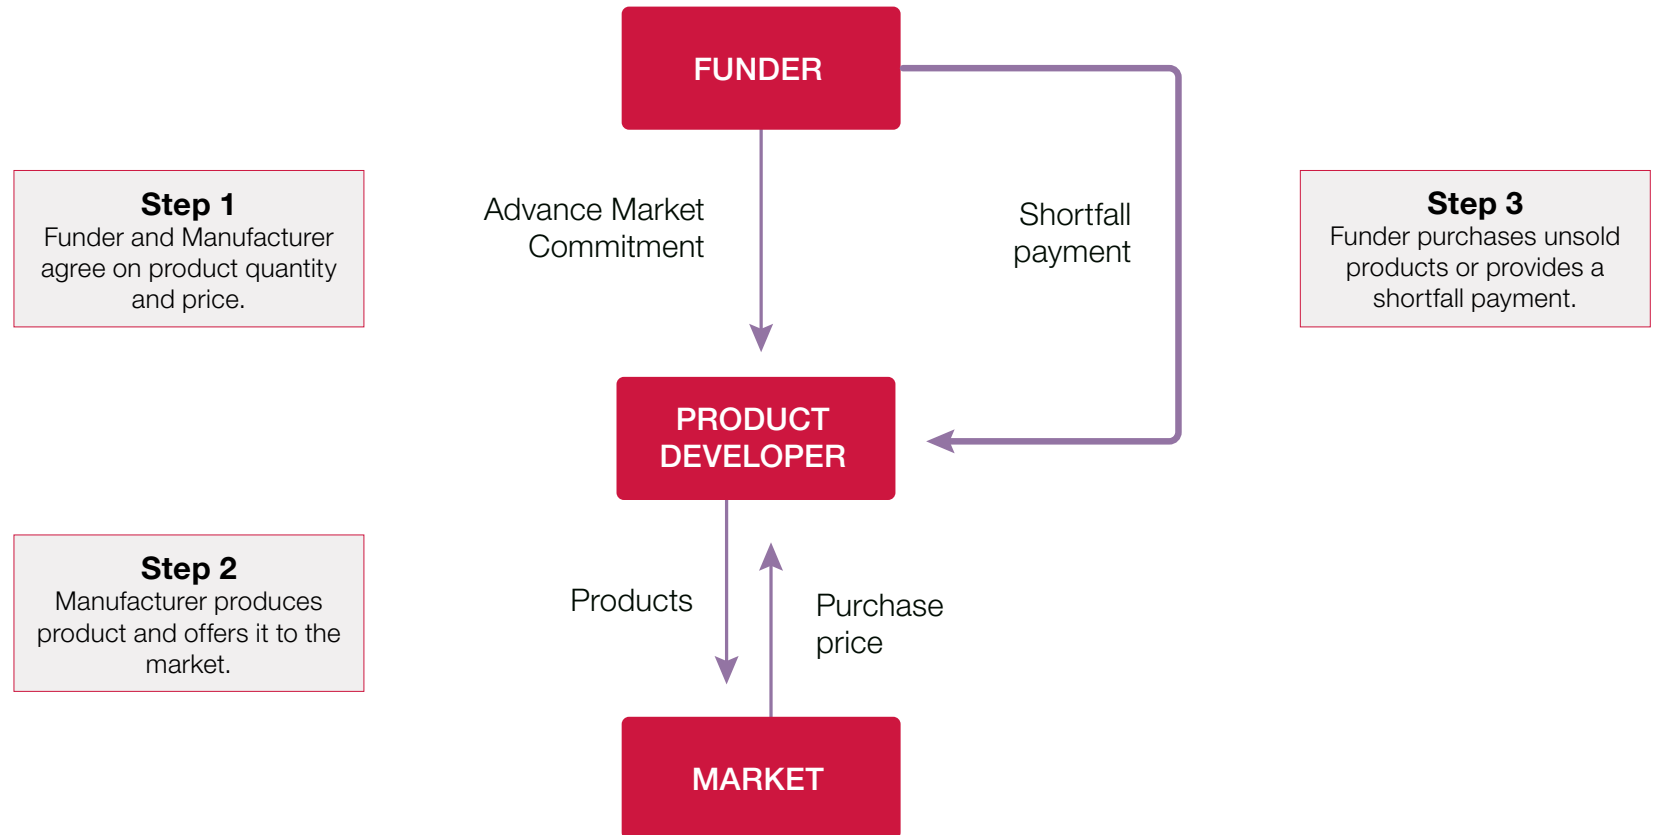 FUNDER
Step 1
Funder and Manufacturer
agree on product quantity
and price.
Advance Market
Commitment
Shortfall
payment
Step 3
Funder purchases unsold
products or provides a
shortfall payment.
PRODUCT
DEVELOPER
Step 2
Manufacturer produces
product and offers it to the
market.
Products
Purchase
price
MARKET